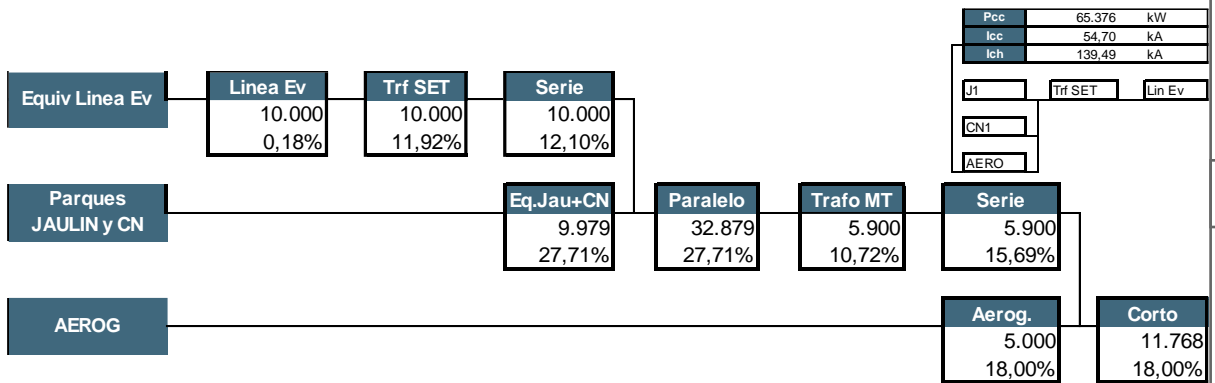 Pcc 65.376 kW
Icc 54,70 kA
Ich 139,49 kA
J1 Trf SET Lin Ev
CN1
AERO
Equiv Linea Ev
Linea Ev Trf SET Serie
10.000 10.000 10.000
0,18% 11,92% 12,10%
Parques
JAULIN y CN
Eq.Jau+CN Paralelo Trafo MT Serie
9.979 32.879 5.900 5.900
27,71% 27,71% 10,72% 15,69%
AEROG
Aerog. Corto
5.000 11.768
18,00% 18,00%